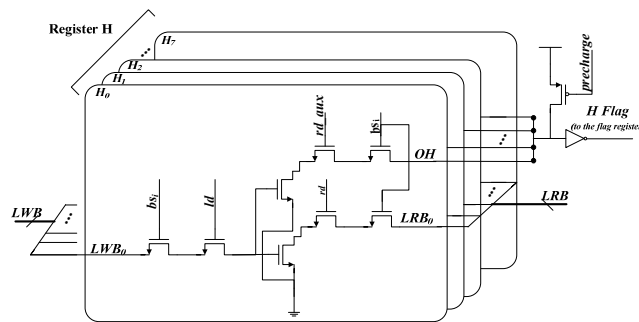 Register H
H7
H2
H1
H0
precharge
H Flag
(to the flag register
rd_aux
bsi
OH
bsi
ld
rd
LWB
LRB
LRB0
LWB0